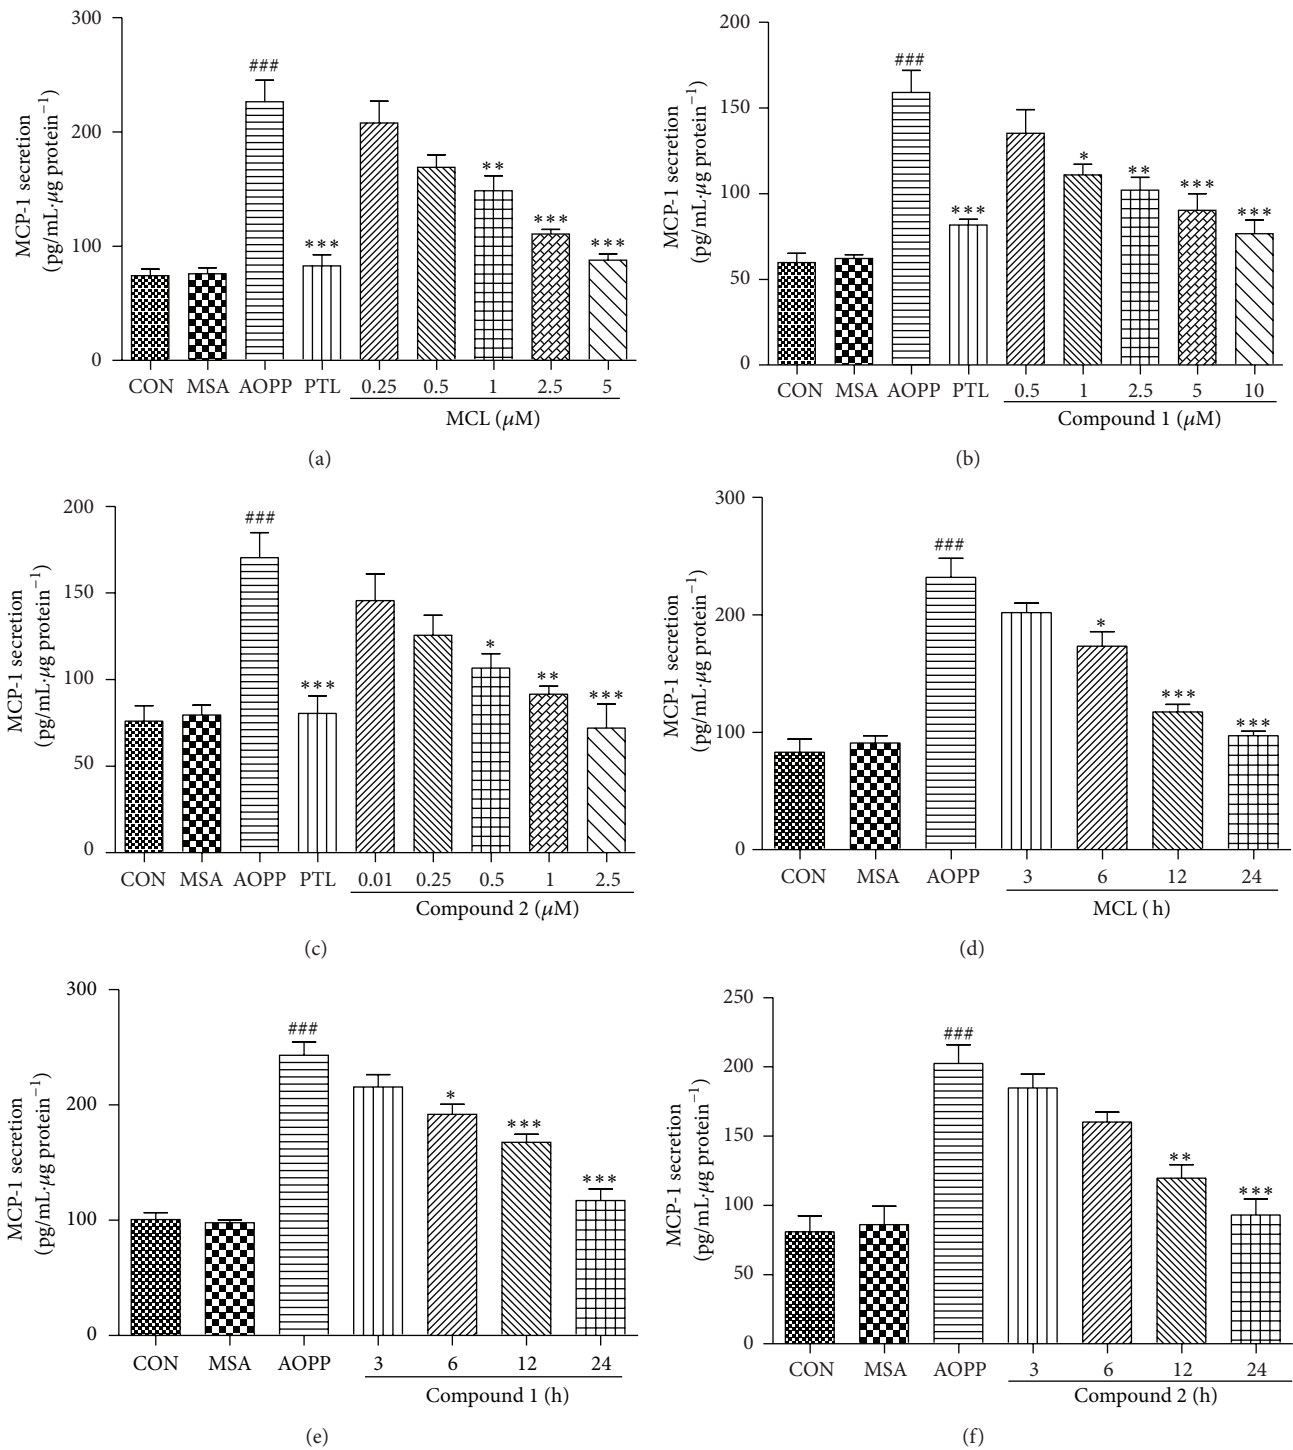 300
200
100
0
MCP-1 secretion
(pg/mL·μg protein⁻¹)
###
***
**
***
***
CON MSA AOPP PTL 0.25 0.5 1 2.5 5
MCL (μM)
(a)
200
150
100
50
0
MCP-1 secretion
(pg/mL·μg protein⁻¹)
###
***
*
**
***
***
CON MSA AOPP PTL 0.5 1 2.5 5 10
Compound 1 (μM)
(b)
200
150
100
50
0
MCP-1 secretion
(pg/mL·μg protein⁻¹)
###
***
*
**
***
CON MSA AOPP PTL 0.01 0.25 0.5 1 2.5
Compound 2 (μM)
(c)
300
200
100
0
MCP-1 secretion
(pg/mL·μg protein⁻¹)
###
*
***
***
CON MSA AOPP 3 6 12 24
MCL (h)
(d)
300
200
100
0
MCP-1 secretion
(pg/mL·μg protein⁻¹)
###
*
***
***
CON MSA AOPP 3 6 12 24
Compound 1 (h)
(e)
250
200
150
100
50
0
MCP-1 secretion
(pg/mL·μg protein⁻¹)
###
**
***
CON MSA AOPP 3 6 12 24
Compound 2 (h)
(f)